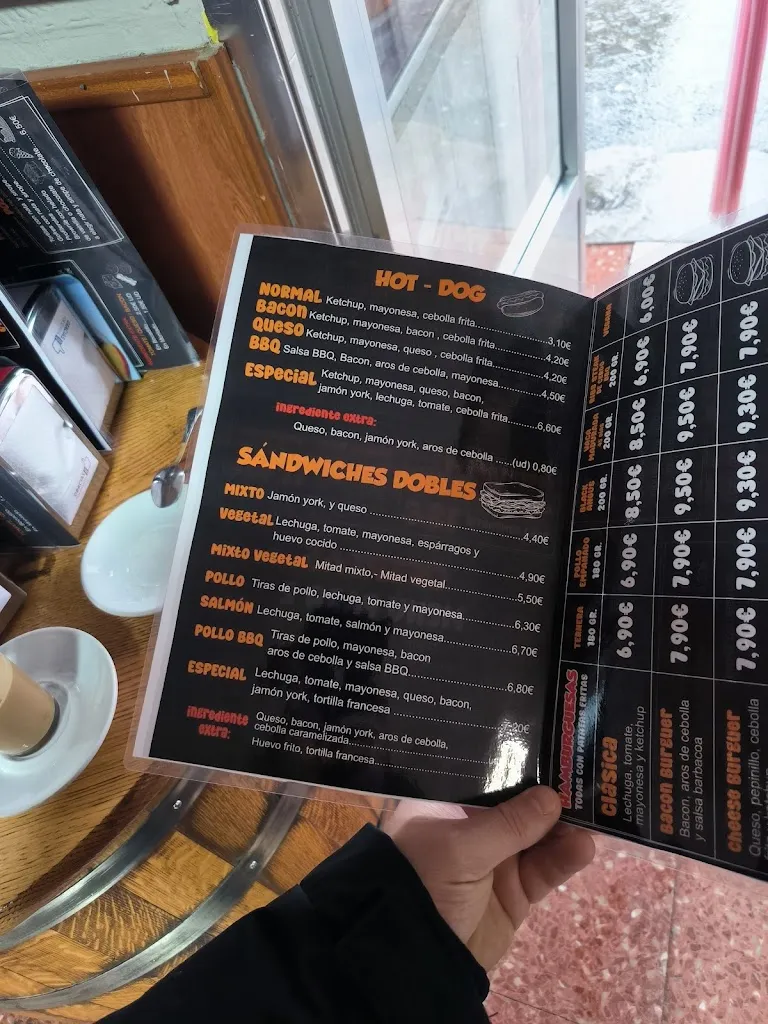 HOT - DOG
NORMAL Ketchup, mayonesa, cebolla frita..........3,10€
BACON Ketchup, mayonesa, bacon , cebolla frita..........4,20€
QUESO Ketchup, mayonesa, queso , cebolla frita..........4,20€
BBQ Salsa BBQ, Bacon, aros de cebolla, mayonesa..........4,50€
ESPECIAL Ketchup, mayonesa, queso, bacon,
jamón york, lechuga, tomate, cebolla frita..........6,60€
ingrediente extra:
Queso, bacon, jamón york, aros de cebolla ......(ud) 0,80€
SÁNDWICHES DOBLES
MIXTO Jamón york, y queso ..........4,40€
Vegetal Lechuga, tomate, mayonesa, espárragos y
huevo cocido ..........4,90€
Mixto Vegetal Mitad mixto,- Mitad vegetal..........5,50€
POLLO Tiras de pollo, lechuga, tomate y mayonesa..........6,30€
SALMÓN Lechuga, tomate, salmón y mayonesa..........6,70€
POLLO BBQ Tiras de pollo, mayonesa, bacon
aros de cebolla y salsa BBQ..........6,80€
ESPECIAL Lechuga, tomate, mayonesa, queso, bacon,
jamón york, tortilla francesa ..........
ingrediente
extra:
Queso, bacon, jamón york, aros de cebolla,
cebolla caramelizada..........
Huevo frito, tortilla francesa..........
HAMBURGUESAS
TODAS CON PATATAS FRITAS
TERNERA
180 GR.
POLLO
EMPANADO
180 GR.
BLACK
ANGUS
200 GR.
VACA
MADURADA
200 GR.
200 GR.
VEGANA
Clásica
Lechuga, tomate,
mayonesa y ketchup
6,90€
6,90€
8,50€
8,50€
6,90€
6,00€
Bacon Burguer
Bacon, aros de cebolla
y salsa barbacoa
7,90€
7,90€
9,50€
9,50€
7,90€
cheese Burguer
Queso, pepinillo, cebolla
7,90€
7,90€
9,30€
9,30€
7,90€
6,50€